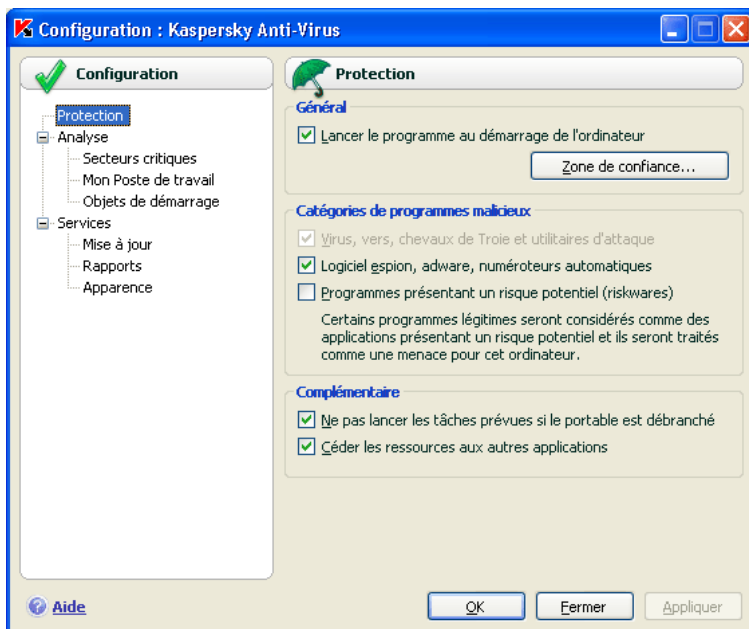 Configuration : Kaspersky Anti-Virus
Configuration
Protection
Analyse
Secteurs critiques
Mon Poste de travail
Objets de démarrage
Services
Mise à jour
Rapports
Apparence
Protection
Général
Lancer le programme au démarrage de l'ordinateur
Zone de confiance...
Catégories de programmes malicieux
Virus, vers, chevaux de Troie et utilitaires d'attaque
Logiciel espion, adware, numéroteurs automatiques
Programmes présentant un risque potentiel (riskwares)
Certains programmes légitimes seront considérés comme des
applications présentant un risque potentiel et ils seront traités
comme une menace pour cet ordinateur.
Complémentaire
Ne pas lancer les tâches prévues si le portable est débranché
Céder les ressources aux autres applications
Aide
OK
Fermer
Appliquer